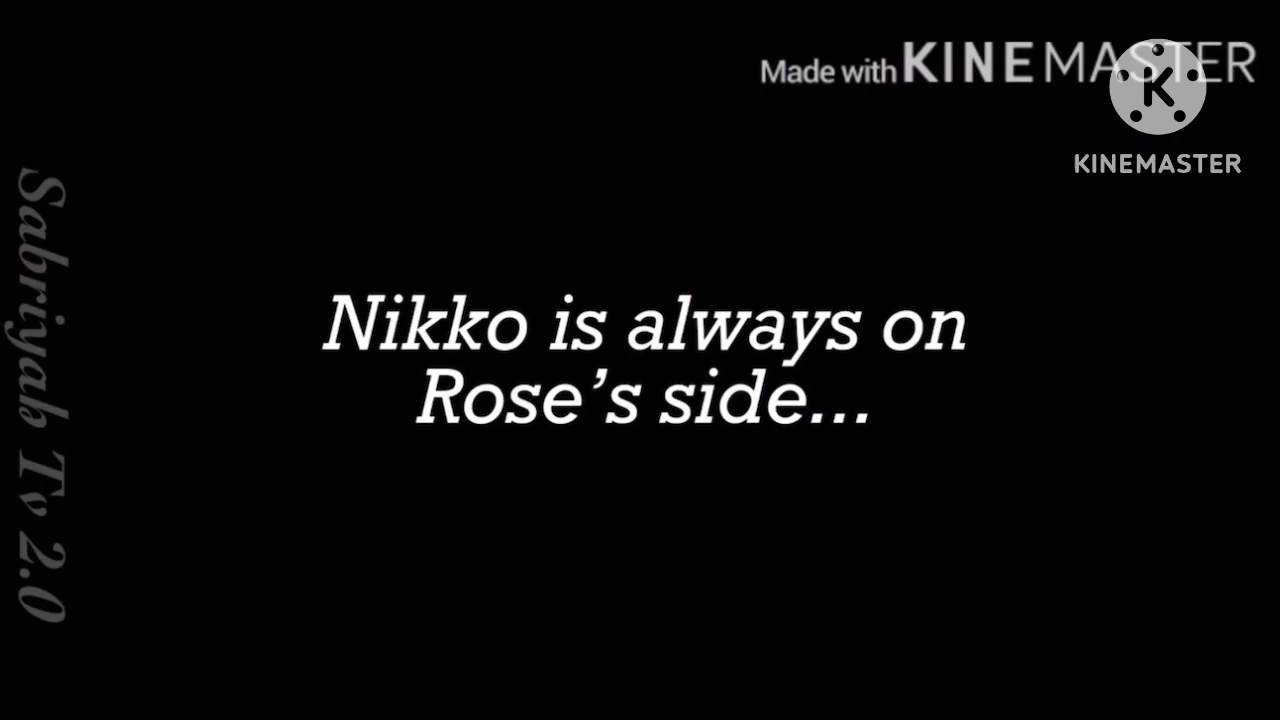 Made with KINEMASTER
K
KINEMASTER
Sabriyah Tv 2.0
Nikko is always on
Rose's side...